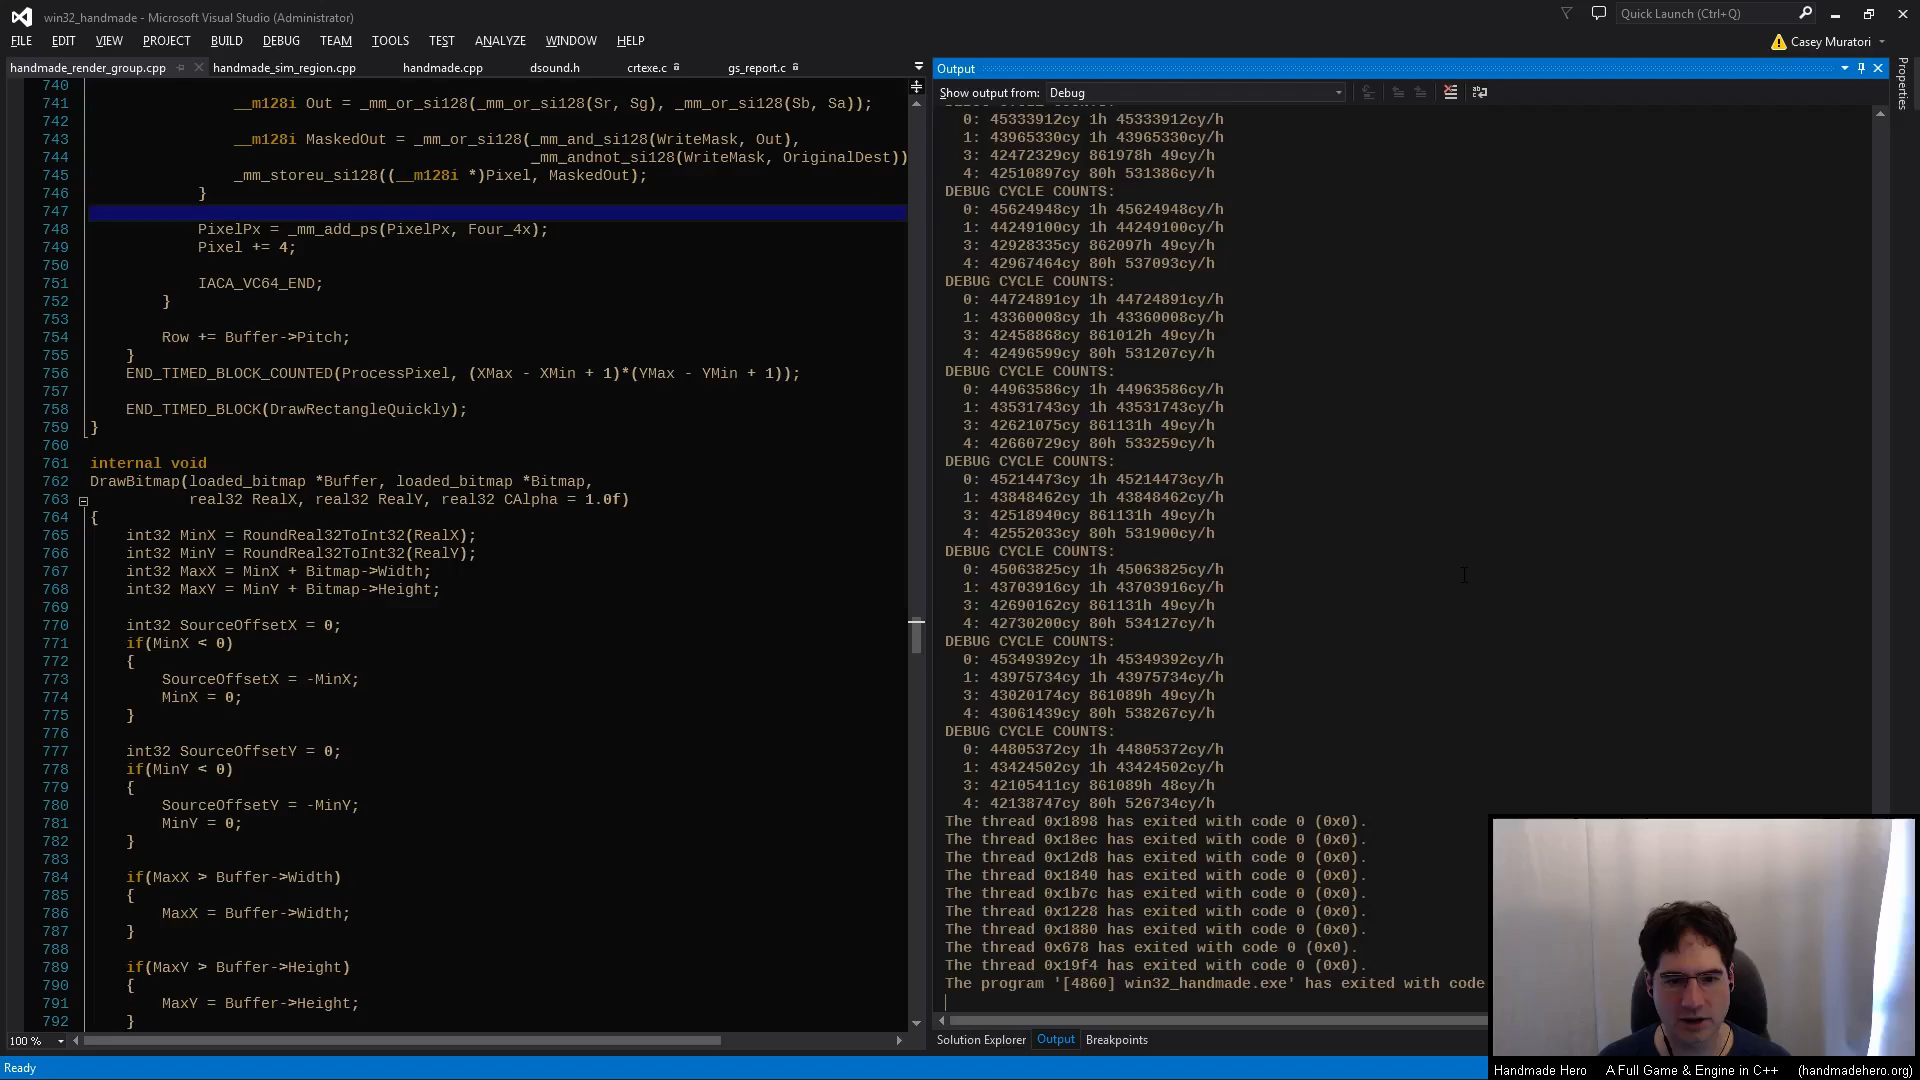 win32_handmade - Microsoft Visual Studio (Administrator)
Quick Launch (Ctrl+Q)
FILE EDIT VIEW PROJECT BUILD DEBUG TEAM TOOLS TEST ANALYZE WINDOW HELP
Casey Muratori
handmade_render_group.cpp handmade_sim_region.cpp handmade.cpp dsound.h crtexe.c gs_report.c
740
741 __m128i Out = _mm_or_si128(_mm_or_si128(Sr, Sg), _mm_or_si128(Sb, Sa));
742
743 __m128i MaskedOut = _mm_or_si128(_mm_and_si128(WriteMask, Out),
744 _mm_andnot_si128(WriteMask, OriginalDest))
745 _mm_storeu_si128((__m128i *)Pixel, MaskedOut);
746 }
747
748 PixelPx = _mm_add_ps(PixelPx, Four_4x);
749 Pixel += 4;
750
751 IACA_VC64_END;
752 }
753
754 Row += Buffer->Pitch;
755 }
756 END_TIMED_BLOCK_COUNTED(ProcessPixel, (XMax - XMin + 1)*(YMax - YMin + 1));
757
758 END_TIMED_BLOCK(DrawRectangleQuickly);
759 }
760
761 internal void
762 DrawBitmap(loaded_bitmap *Buffer, loaded_bitmap *Bitmap,
763 real32 RealX, real32 RealY, real32 CAlpha = 1.0f)
764 {
765 int32 MinX = RoundReal32ToInt32(RealX);
766 int32 MinY = RoundReal32ToInt32(RealY);
767 int32 MaxX = MinX + Bitmap->Width;
768 int32 MaxY = MinY + Bitmap->Height;
769
770 int32 SourceOffsetX = 0;
771 if(MinX < 0)
772 {
773 SourceOffsetX = -MinX;
774 MinX = 0;
775 }
776
777 int32 SourceOffsetY = 0;
778 if(MinY < 0)
779 {
780 SourceOffsetY = -MinY;
781 MinY = 0;
782 }
783
784 if(MaxX > Buffer->Width)
785 {
786 MaxX = Buffer->Width;
787 }
788
789 if(MaxY > Buffer->Height)
790 {
791 MaxY = Buffer->Height;
792 }
100 %
Output
Show output from: Debug
DEBUG CYCLE COUNTS:
0: 45333912cy 1h 45333912cy/h
1: 43965330cy 1h 43965330cy/h
3: 42472329cy 861978h 49cy/h
4: 42510897cy 80h 531386cy/h
DEBUG CYCLE COUNTS:
0: 45624948cy 1h 45624948cy/h
1: 44249100cy 1h 44249100cy/h
3: 42928335cy 862097h 49cy/h
4: 42967464cy 80h 537093cy/h
DEBUG CYCLE COUNTS:
0: 44724891cy 1h 44724891cy/h
1: 43360008cy 1h 43360008cy/h
3: 42458868cy 861012h 49cy/h
4: 42496599cy 80h 531207cy/h
DEBUG CYCLE COUNTS:
0: 44963586cy 1h 44963586cy/h
1: 43531743cy 1h 43531743cy/h
3: 42621075cy 861131h 49cy/h
4: 42660729cy 80h 533259cy/h
DEBUG CYCLE COUNTS:
0: 45214473cy 1h 45214473cy/h
1: 43848462cy 1h 43848462cy/h
3: 42518940cy 861131h 49cy/h
4: 42552033cy 80h 531900cy/h
DEBUG CYCLE COUNTS:
0: 45063825cy 1h 45063825cy/h
1: 43703916cy 1h 43703916cy/h
3: 42690162cy 861131h 49cy/h
4: 42730200cy 80h 534127cy/h
DEBUG CYCLE COUNTS:
0: 45349392cy 1h 45349392cy/h
1: 43975734cy 1h 43975734cy/h
3: 43020174cy 861089h 49cy/h
4: 43061439cy 80h 538267cy/h
DEBUG CYCLE COUNTS:
0: 44805372cy 1h 44805372cy/h
1: 43424502cy 1h 43424502cy/h
3: 42105411cy 861089h 48cy/h
4: 42138747cy 80h 526734cy/h
The thread 0x1898 has exited with code 0 (0x0).
The thread 0x18ec has exited with code 0 (0x0).
The thread 0x12d8 has exited with code 0 (0x0).
The thread 0x1840 has exited with code 0 (0x0).
The thread 0x1b7c has exited with code 0 (0x0).
The thread 0x1228 has exited with code 0 (0x0).
The thread 0x1880 has exited with code 0 (0x0).
The thread 0x678 has exited with code 0 (0x0).
The thread 0x19f4 has exited with code 0 (0x0).
The program '[4860] win32_handmade.exe' has exited with code
Solution Explorer Output Breakpoints
Properties
Ready
Handmade Hero A Full Game & Engine in C++ (handmadehero.org)